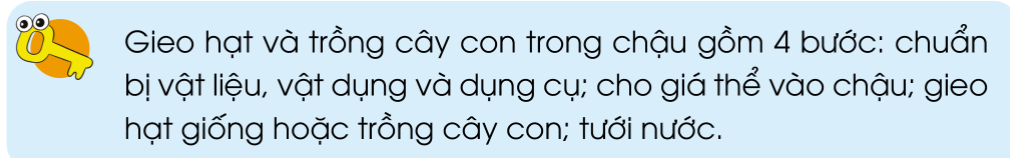 Gieo hạt và trồng cây con trong chậu gồm 4 bước: chuẩn
bị vật liệu, vật dụng và dụng cụ; cho giá thể vào chậu; gieo
hạt giống hoặc trồng cây con; tưới nước.